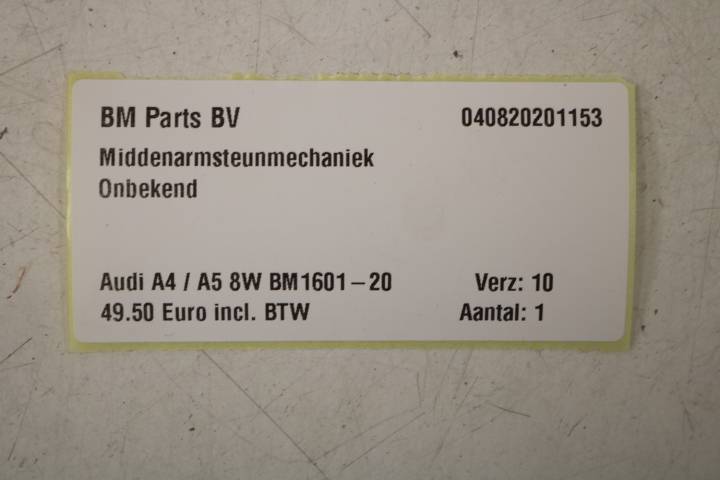 BM Parts BV 040820201153
Middenarmsteunmechaniek
Onbekend
Audi A4 / A5 8W BM1601-20 Verz: 10
49.50 Euro incl. BTW Aantal: 1